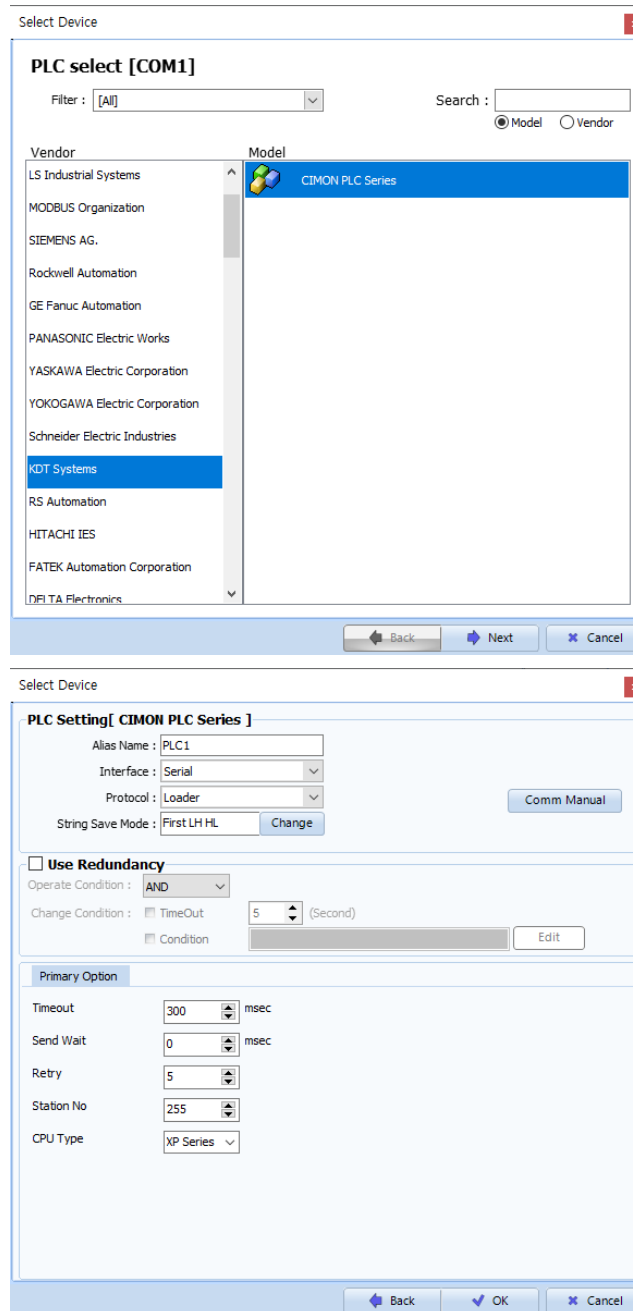 Select Device
PLC select [COM1]
Filter : [All]
Search :
Model Vendor
Vendor Model
LS Industrial Systems
CIMON PLC Series
MODBUS Organization
SIEMENS AG.
Rockwell Automation
GE Fanuc Automation
PANASONIC Electric Works
YASKAWA Electric Corporation
YOKOGAWA Electric Corporation
Schneider Electric Industries
KDT Systems
RS Automation
HITACHI IES
FATEK Automation Corporation
DELTA Electronics
Back Next Cancel
Select Device
PLC Setting[ CIMON PLC Series ]
Alias Name : PLC1
Interface : Serial
Protocol : Loader
Comm Manual
String Save Mode : First LH HL Change
Use Redundancy
Operate Condition : AND
Change Condition : TimeOut 5 (Second)
Condition Edit
Primary Option
Timeout 300 msec
Send Wait 0 msec
Retry 5
Station No 255
CPU Type XP Series
Back OK Cancel